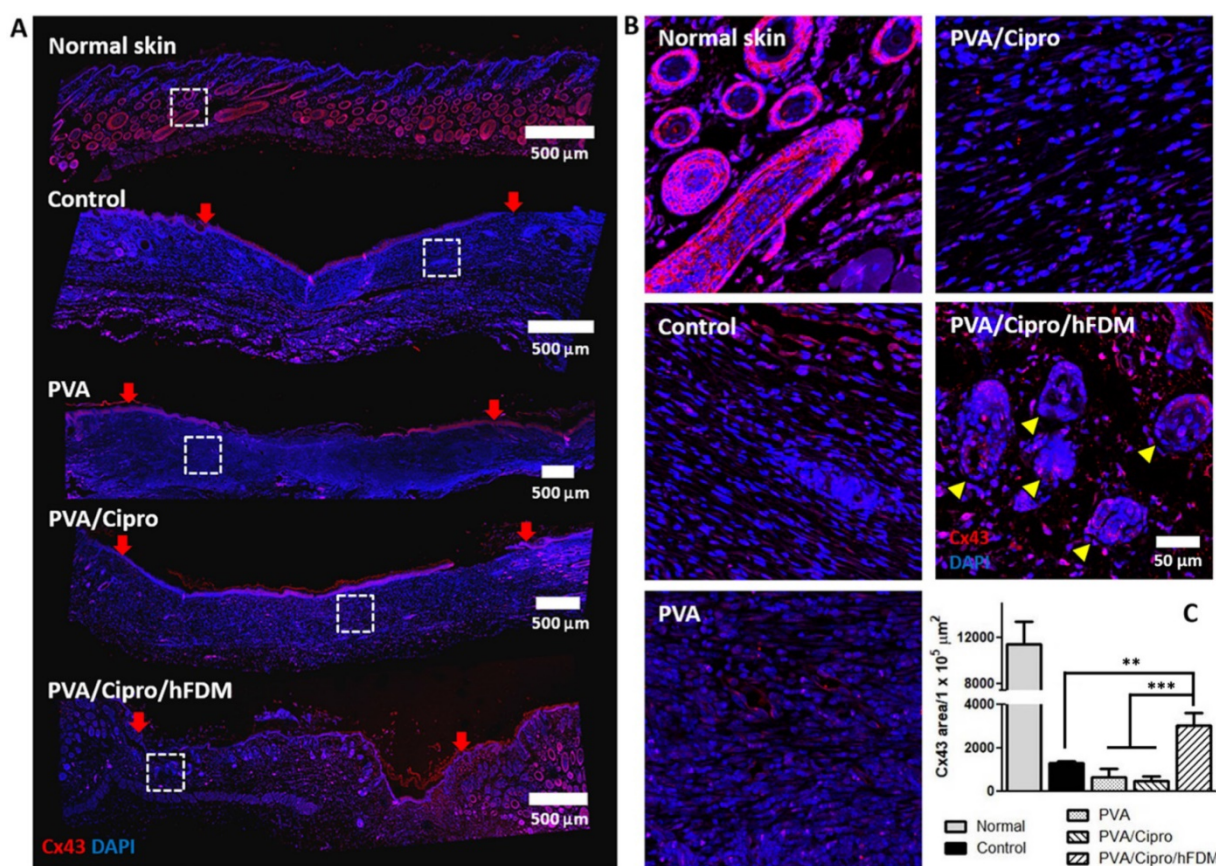 A
Normal skin
500 µm
Control
500 µm
PVA
500 µm
PVA/Cipro
500 µm
PVA/Cipro/hFDM
500 µm
Cx43 DAPI
B
Normal skin
PVA/Cipro
Control
PVA/Cipro/hFDM
Cx43
DAPI
50 µm
PVA
C
Cx43 area/1 x 10⁵ µm²
12000
8000
4000
2000
0
**
***
Normal
Control
PVA
PVA/Cipro
PVA/Cipro/hFDM